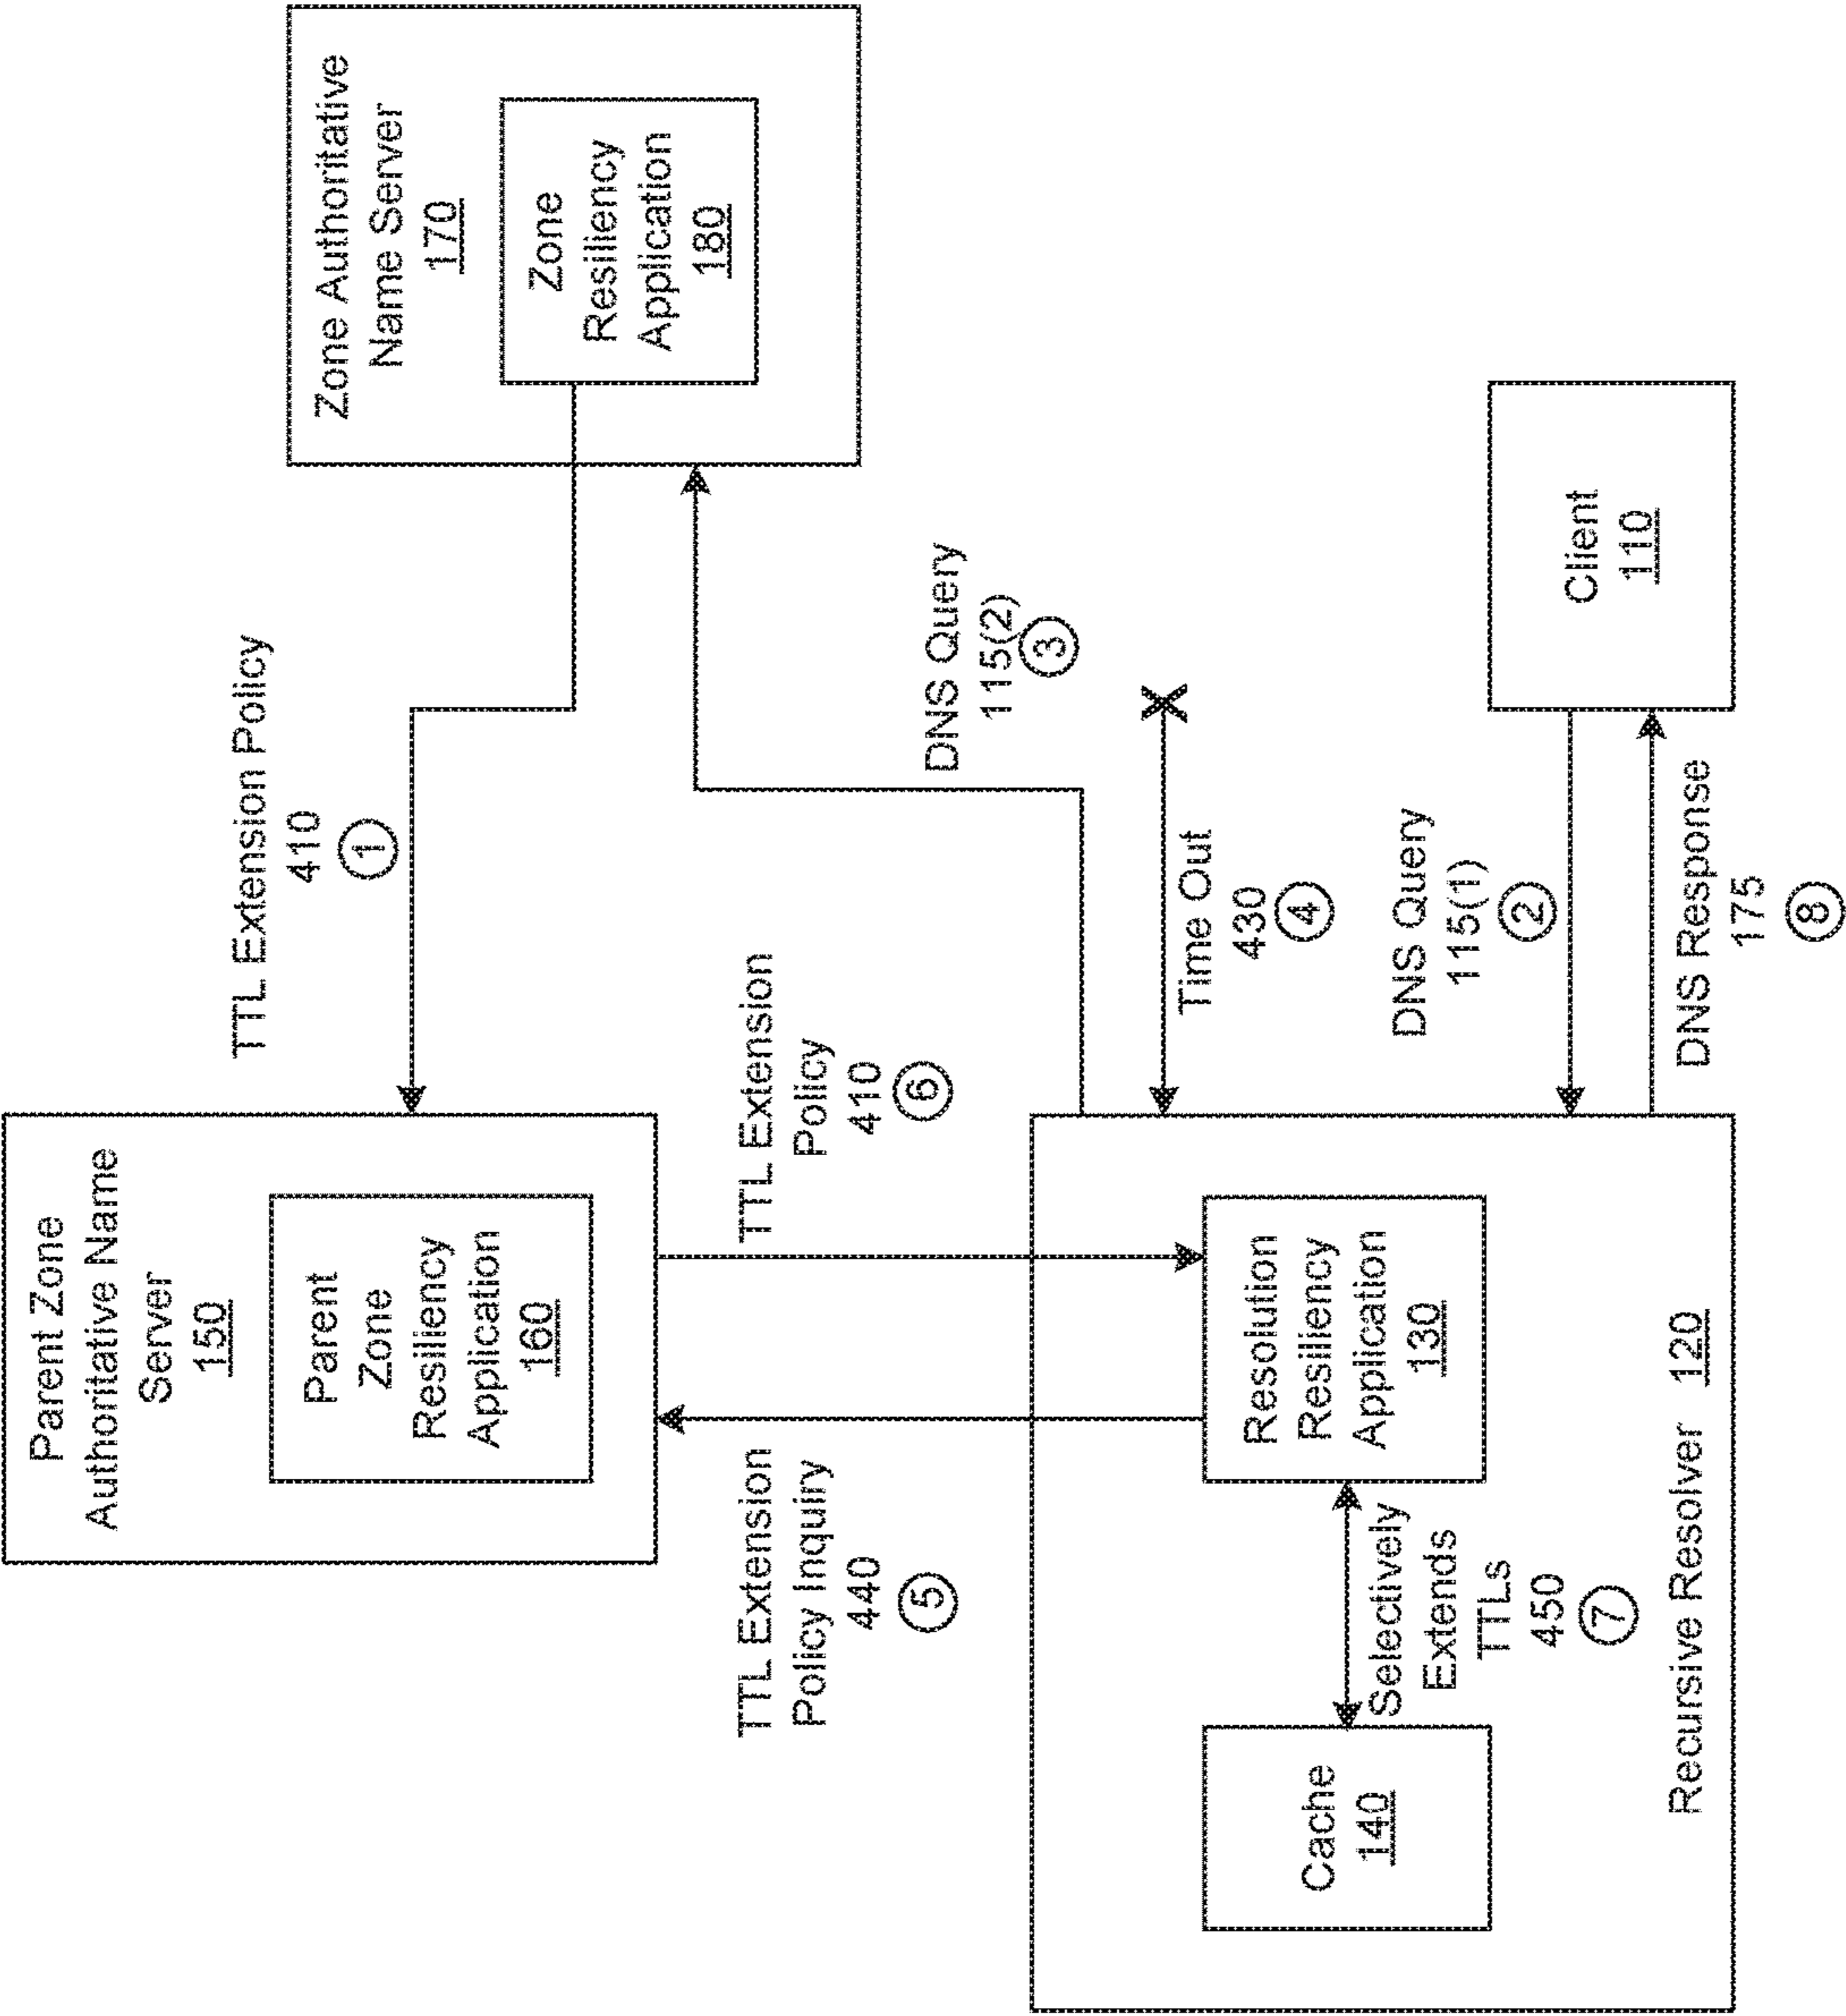 Parent Zone
Authoritative Name
Server
150
Parent
Zone
Resiliency
Application
160
TTL Extension Policy
410
1
Zone Authoritative
Name Server
170
Zone
Resiliency
Application
180
TTL Extension
Policy Inquiry
440
5
TTL Extension
Policy
410
6
DNS Query
115(2)
3
Cache
140
Selectively
Extends
TTLs
450
7
Resolution
Resiliency
Application
130
Recursive Resolver 120
Time Out
430
4
DNS Query
115(1)
2
DNS Response
175
8
Client
110